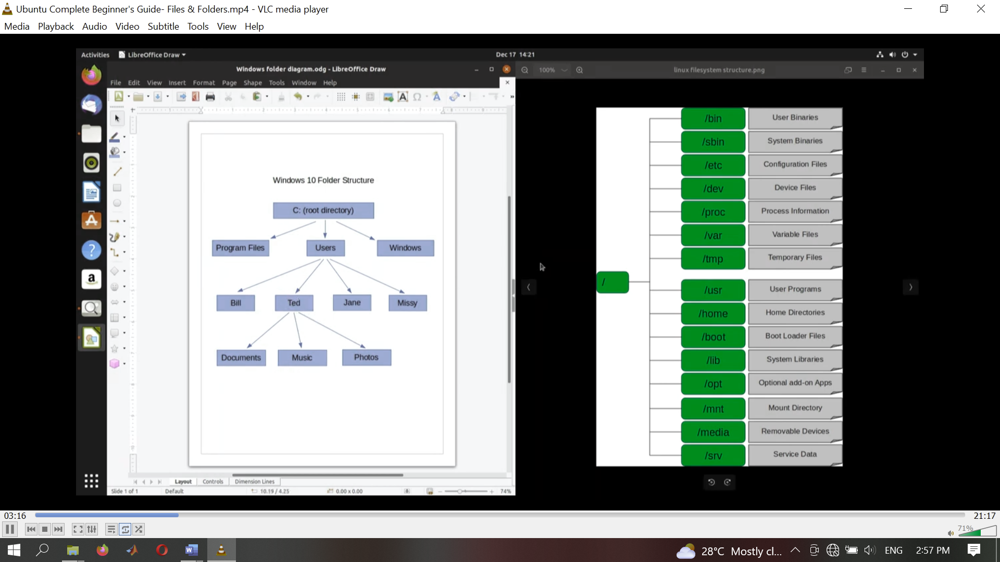 Ubuntu Complete Beginner's Guide- Files & Folders.mp4 - VLC media player
Media Playback Audio Video Subtitle Tools View Help
Activities LibreOffice Draw Dec 17 14:21
Windows folder diagram.odg - LibreOffice Draw
100% linux filesystem structure.png
File Edit View Insert Format Page Shape Tools Window Help
Windows 10 Folder Structure
C: (root directory)
Program Files Users Windows
Bill Ted Jane Missy
Documents Music Photos
Layout Controls Dimension Lines
Slide 1 of 1 Default 10.19 / 4.25 0.00 x 0.00 74%
/
/bin User Binaries
/sbin System Binaries
/etc Configuration Files
/dev Device Files
/proc Process Information
/var Variable Files
/tmp Temporary Files
/usr User Programs
/home Home Directories
/boot Boot Loader Files
/lib System Libraries
/opt Optional add-on Apps
/mnt Mount Directory
/media Removable Devices
/srv Service Data
03:16 21:17
71%
28°C Mostly cl... ENG 2:57 PM